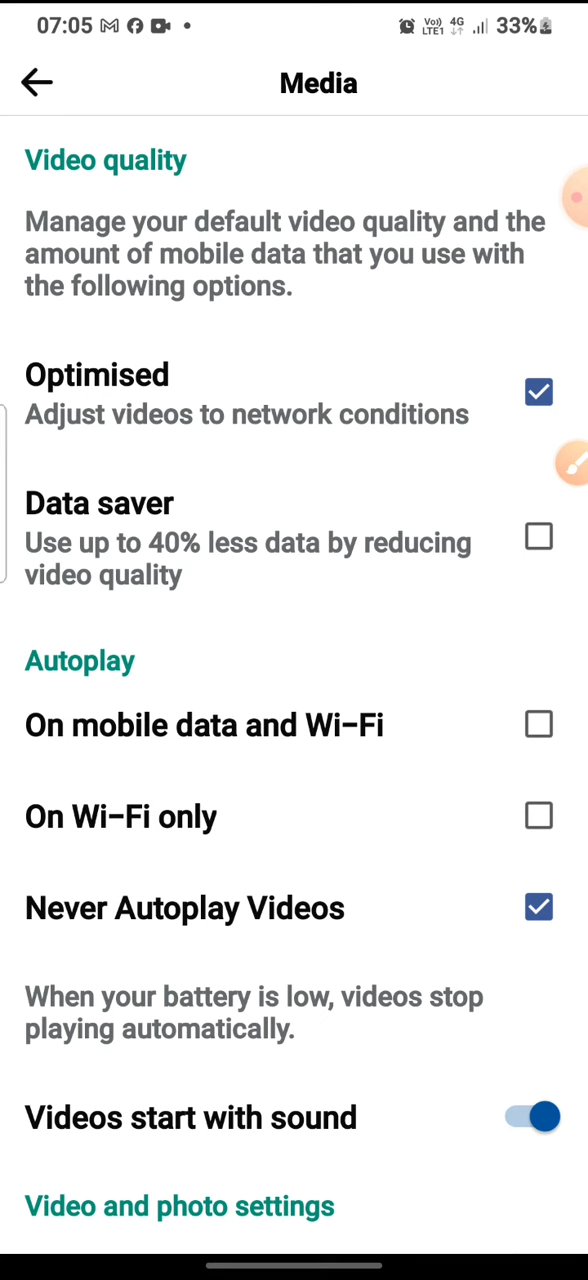 07:05
Vo)) 4G 33%
LTE1
Media
Video quality
Manage your default video quality and the
amount of mobile data that you use with
the following options.
Optimised
Adjust videos to network conditions
Data saver
Use up to 40% less data by reducing
video quality
Autoplay
On mobile data and Wi-Fi
On Wi-Fi only
Never Autoplay Videos
When your battery is low, videos stop
playing automatically.
Videos start with sound
Video and photo settings